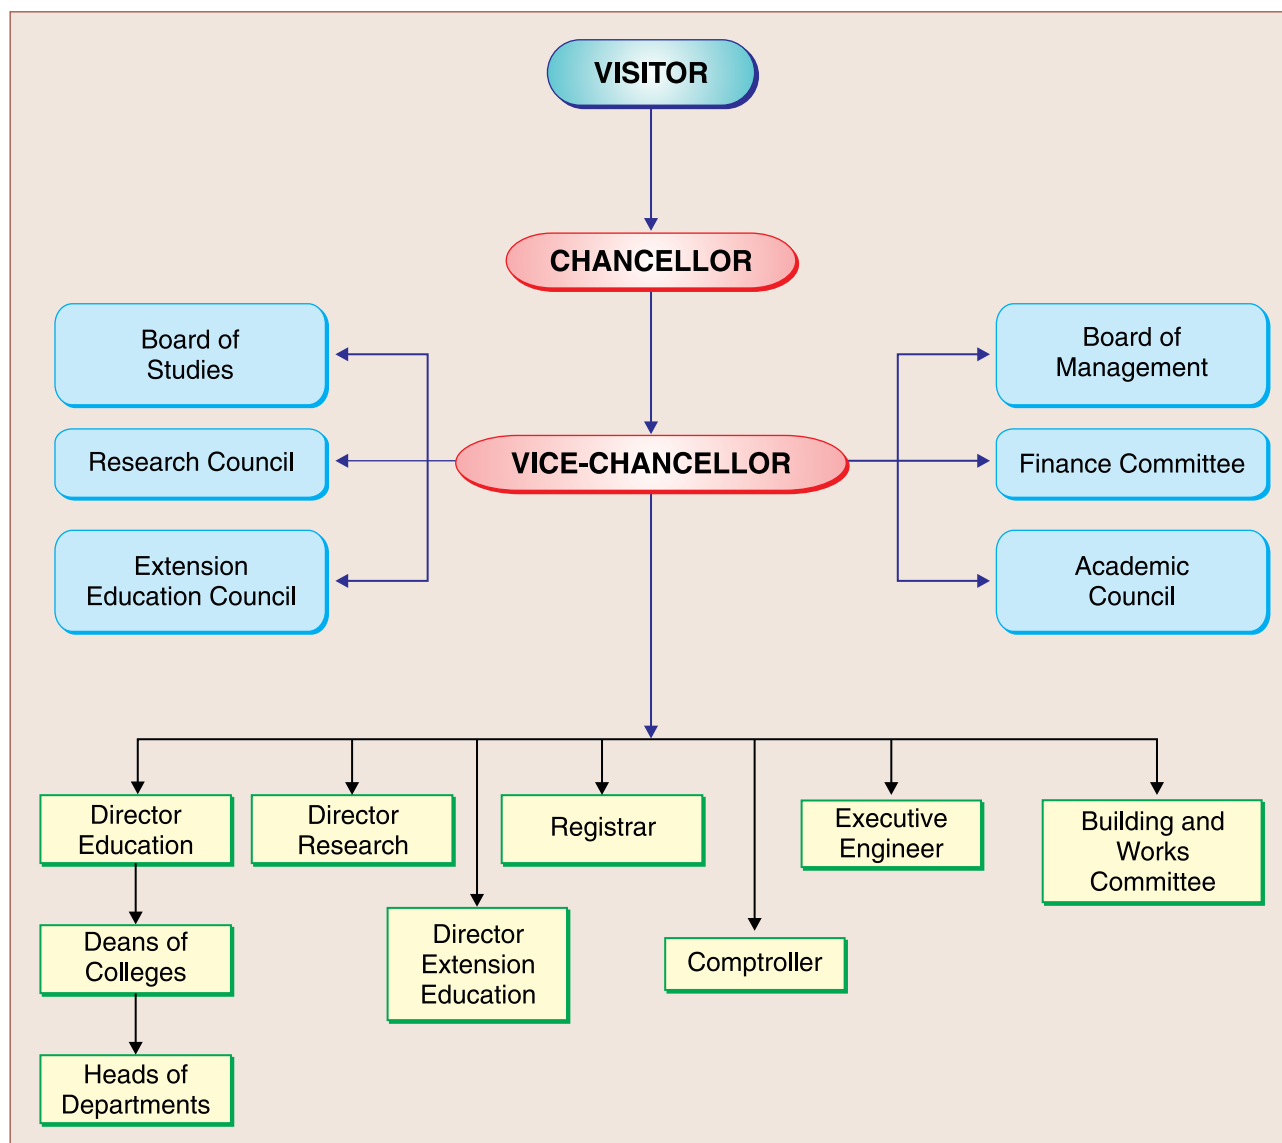 VISITOR
CHANCELLOR
Board of
Studies
Board of
Management
Research Council
VICE-CHANCELLOR
Finance Committee
Extension
Education Council
Academic
Council
Director
Education
Director
Research
Registrar
Executive
Engineer
Building and
Works
Committee
Deans of
Colleges
Director
Extension
Education
Comptroller
Heads of
Departments